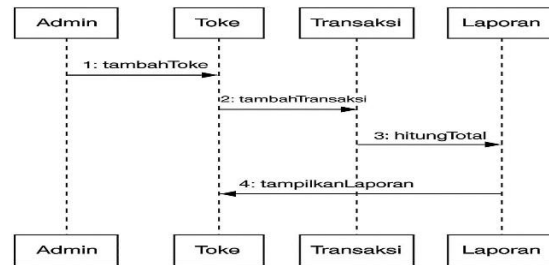 Admin
Toke
Transaksi
Laporan
1: tambahToke
2: tambahTransaksi
3: hitungTotal
4: tampilkanLaporan
Admin
Toke
Transaksi
Laporan